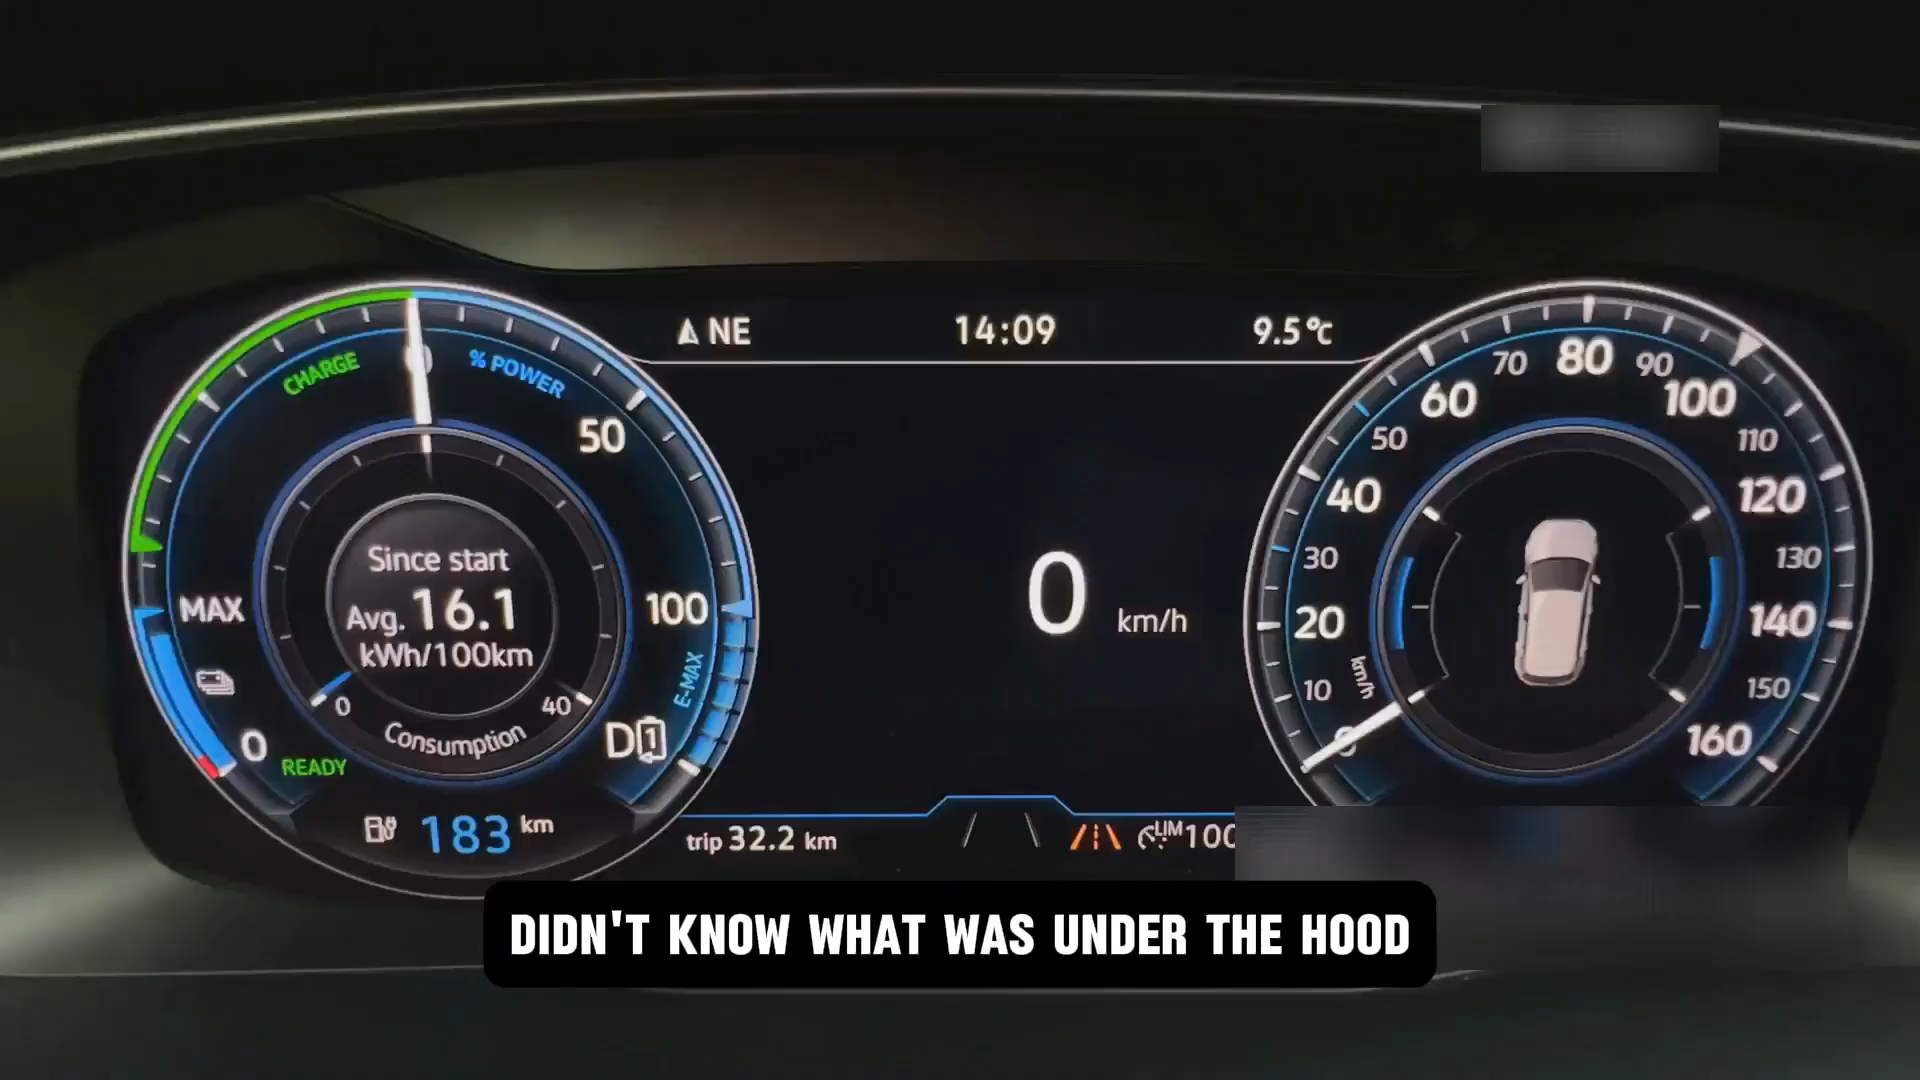 NE
14:09
9.5°C
CHARGE
% POWER
50
100
E-MAX
MAX
0
READY
Since start
Avg. 16.1
kWh/100km
0
40
Consumption
D 1
183 km
0 km/h
trip 32.2 km
LIM 100
10
20
30
40
50
60
70
80
90
100
110
120
130
140
150
160
km/h
DIDN'T KNOW WHAT WAS UNDER THE HOOD